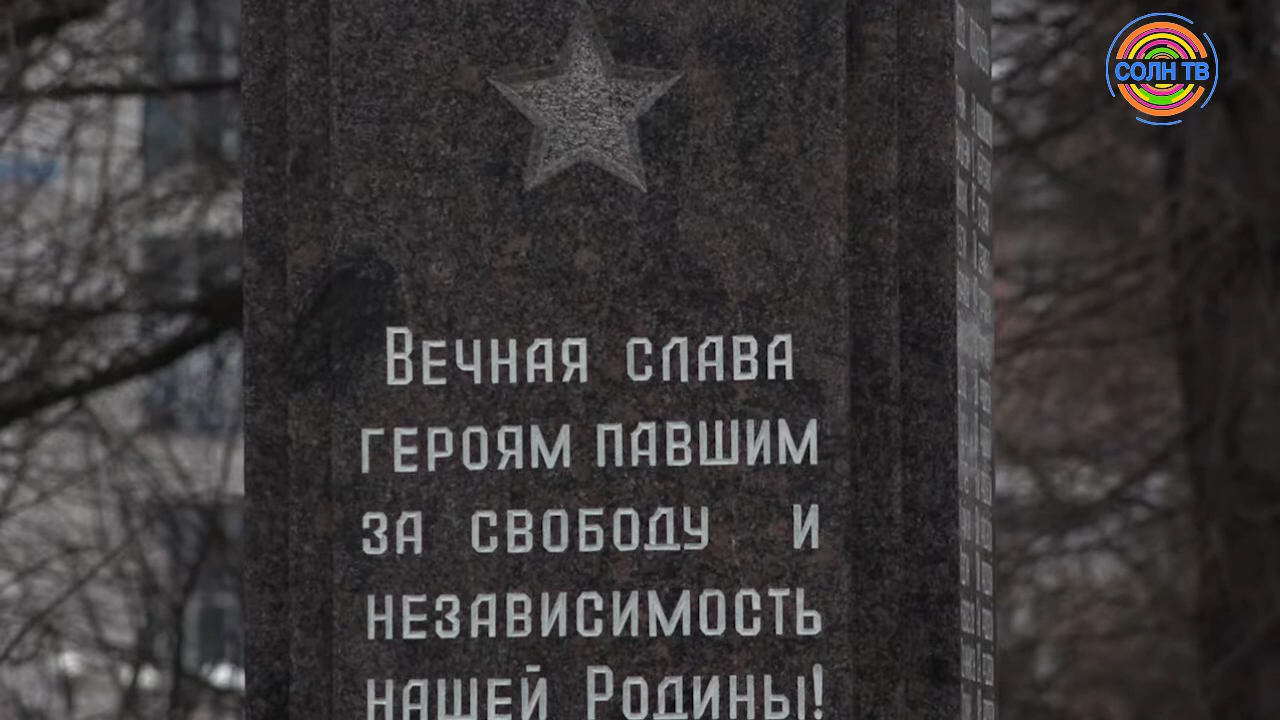 СОЛН ТВ
Вечная слава
героям павшим
за свободу и
независимость
нашей Родины!